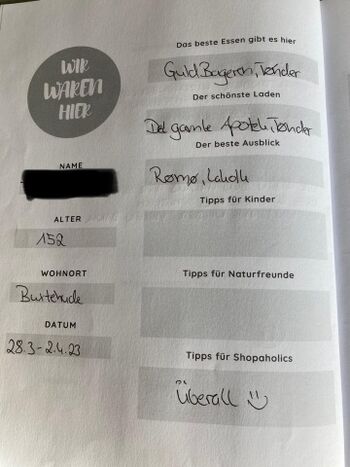 WIR
WAREN
HIER
NAME
ALTER
152
WOHNORT
Buxtehude
DATUM
28.3-2.4.23
Das beste Essen gibt es hier
Guld Bageren, Tønder
Der schönste Laden
Det gamle Apotek, Tønder
Der beste Ausblick
Rømø,
Tipps für Kinder
Tipps für Naturfreunde
Tipps für Shopaholics
Überall